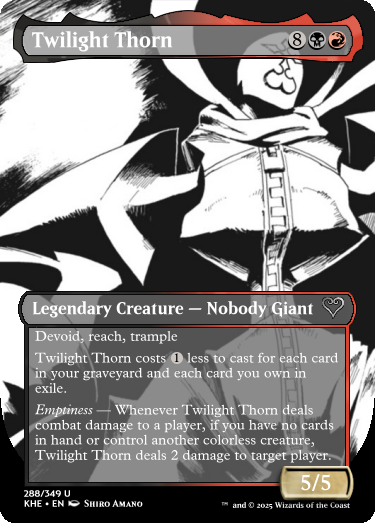 Twilight Thorn 8
Legendary Creature — Nobody Giant
Devoid, reach, trample
Twilight Thorn costs 1 less to cast for each card
in your graveyard and each card you own in
exile.
Emptiness — Whenever Twilight Thorn deals
combat damage to a player, if you have no cards
in hand or control another colorless creature,
Twilight Thorn deals 2 damage to target player.
5/5
288/349 U
KHE • EN Shiro Amano
™ and © 2025 Wizards of the Coast